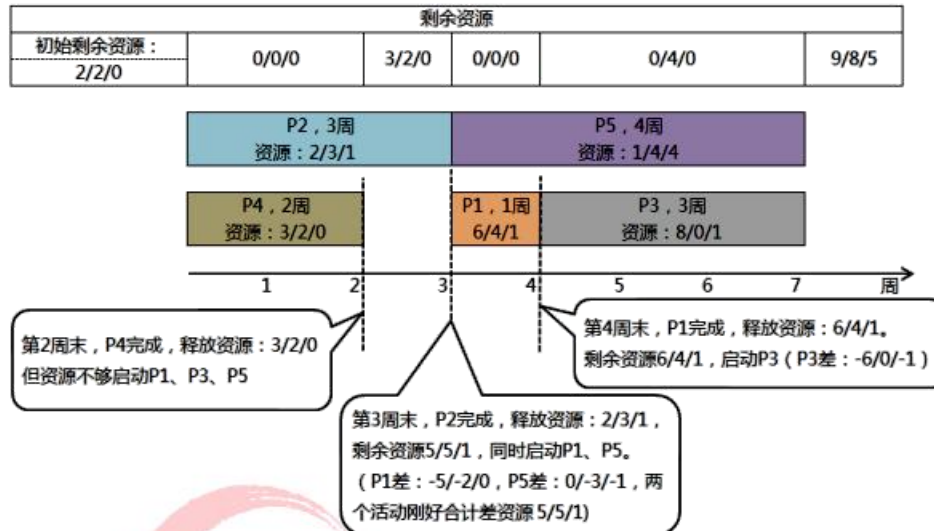 剩余资源
初始剩余资源：
2/2/0
0/0/0
3/2/0
0/0/0
0/4/0
9/8/5
P2，3周
资源：2/3/1
P5，4周
资源：1/4/4
P4，2周
资源：3/2/0
P1，1周
6/4/1
P3，3周
资源：8/0/1
1
2
3
4
5
6
7
周
第2周末，P4完成，释放资源：3/2/0
但资源不够启动P1、P3、P5
第3周末，P2完成，释放资源：2/3/1，
剩余资源5/5/1，同时启动P1、P5。
（P1差：-5/-2/0，P5差：0/-3/-1，两
个活动刚好合计差资源 5/5/1)
第4周末，P1完成，释放资源：6/4/1。
剩余资源6/4/1，启动P3（P3差：-6/0/-1）